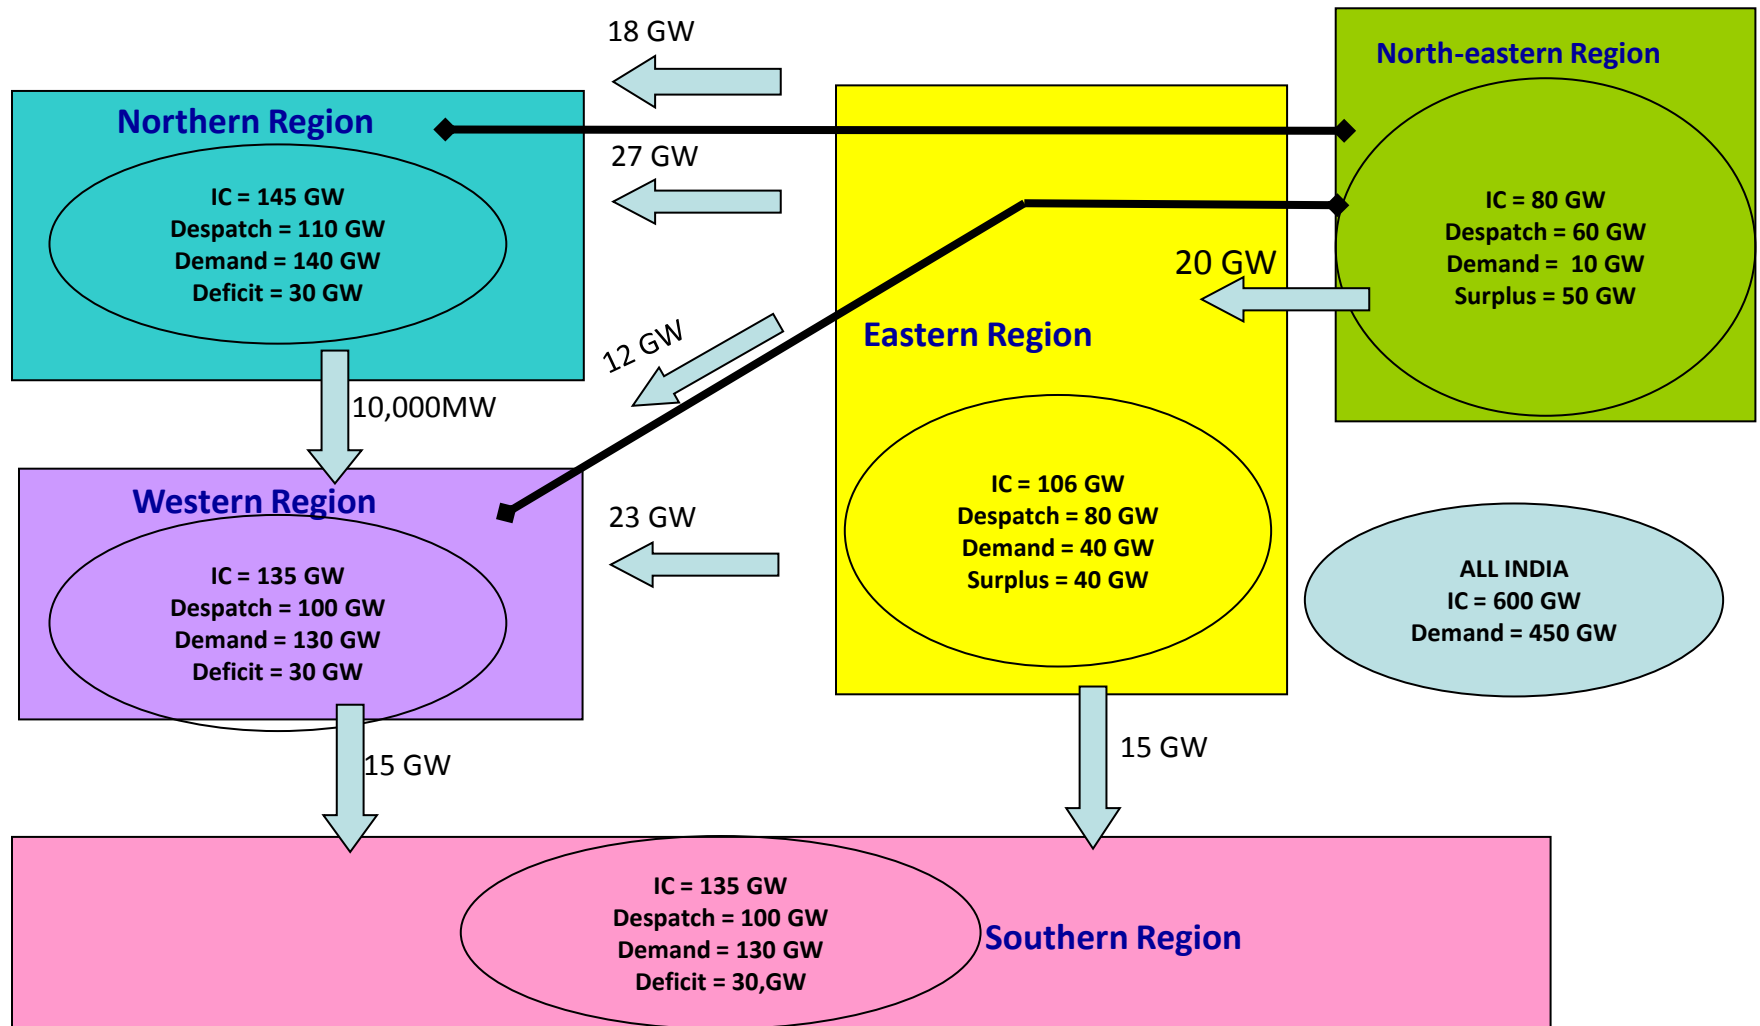 18 GW
North-eastern Region
Northern Region
27 GW
IC = 145 GW
Despatch = 110 GW
Demand = 140 GW
Deficit = 30 GW
IC = 80 GW
Despatch = 60 GW
Demand =  10 GW
Surplus = 50 GW
20 GW
12 GW
Eastern Region
10,000MW
IC = 106 GW
Despatch = 80 GW
Demand = 40 GW
Surplus = 40 GW
Western Region
23 GW
IC = 135 GW
Despatch = 100 GW
Demand = 130 GW
Deficit = 30 GW
ALL INDIA
IC = 600 GW
Demand = 450 GW
15 GW
15 GW
IC = 135 GW
Despatch = 100 GW
Demand = 130 GW
Deficit = 30,GW
Southern Region